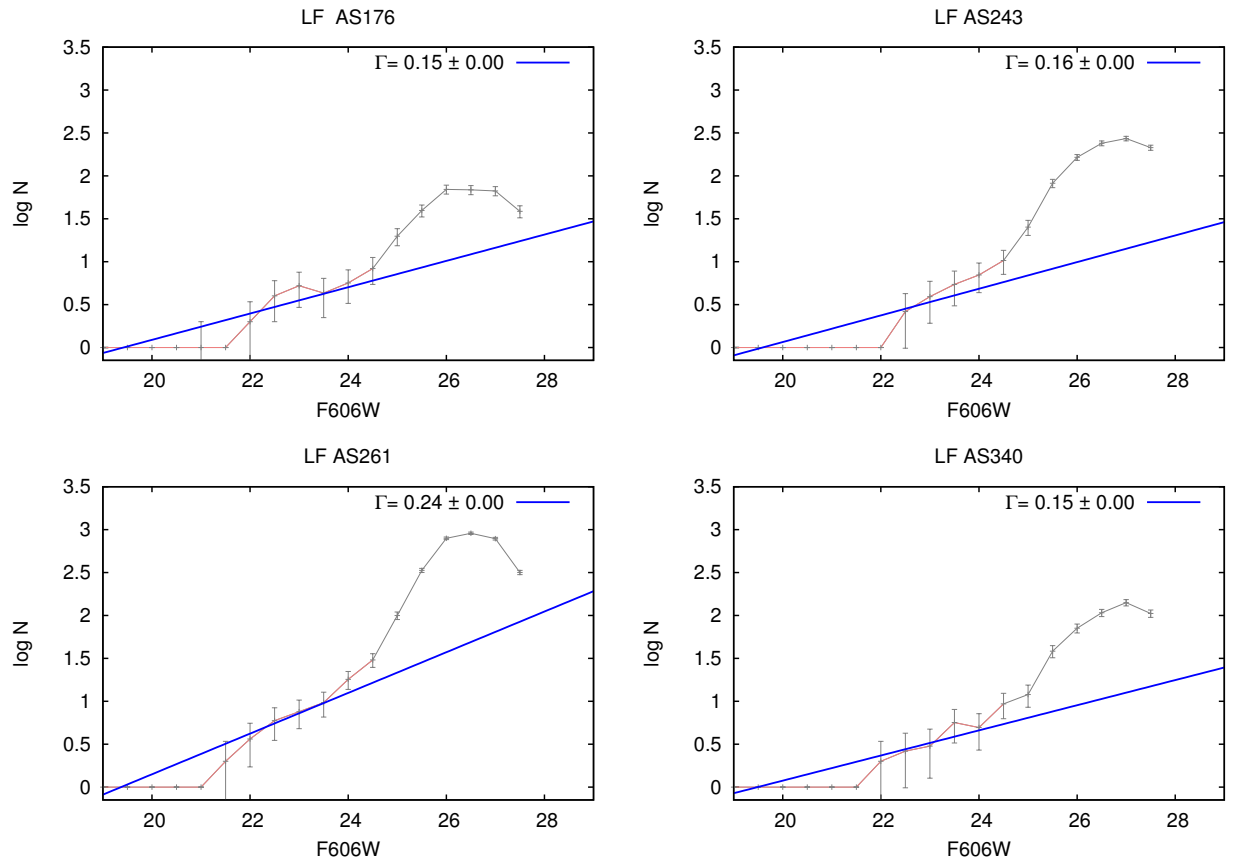 LF AS176
Γ= 0.15 ± 0.00
log N
3.5
3
2.5
2
1.5
1
0.5
0
20 22 24 26 28
F606W
LF AS243
Γ= 0.16 ± 0.00
log N
3.5
3
2.5
2
1.5
1
0.5
0
20 22 24 26 28
F606W
LF AS261
Γ= 0.24 ± 0.00
log N
3.5
3
2.5
2
1.5
1
0.5
0
20 22 24 26 28
F606W
LF AS340
Γ= 0.15 ± 0.00
log N
3.5
3
2.5
2
1.5
1
0.5
0
20 22 24 26 28
F606W